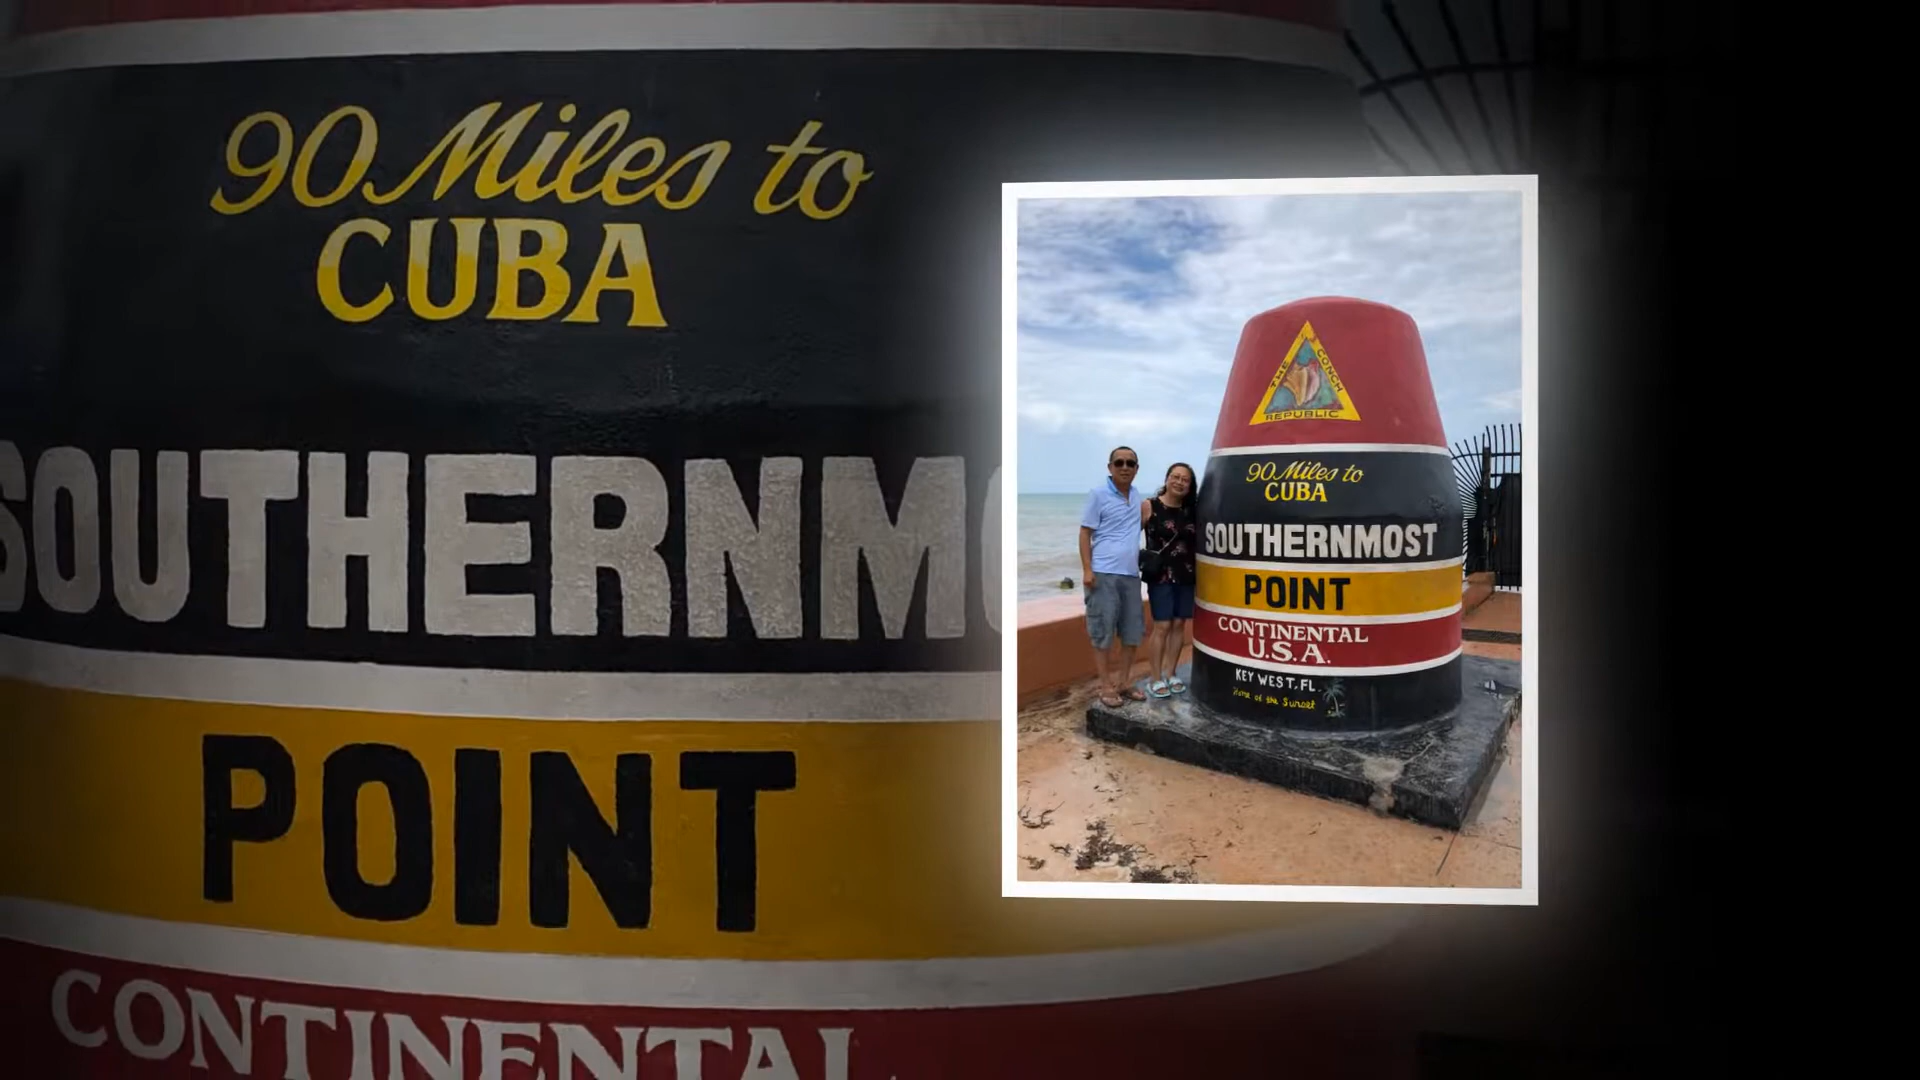 90 Miles to
CUBA
SOUTHERNMO
POINT
CONTINENTAL
THE CONCH
REPUBLIC
90 Miles to
CUBA
SOUTHERNMOST
POINT
CONTINENTAL
U.S.A.
KEY WEST, FL
Home of the Sunset